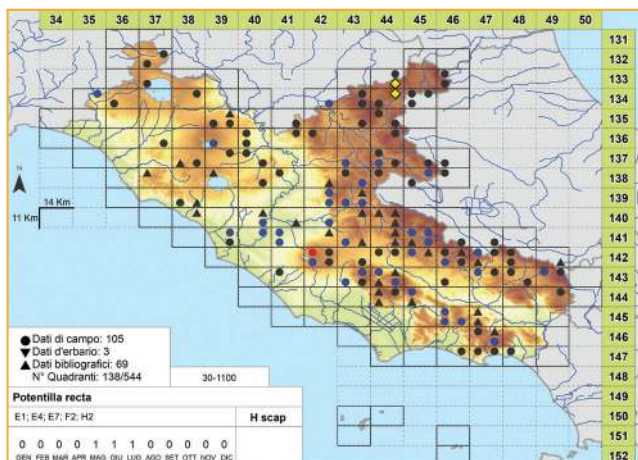 34 35 36 37 38 39 40 41 42 43 44 45 46 47 48 49 50
131
132
133
134
135
136
137
138
139
140
141
142
143
144
145
146
147
148
149
150
151
152
N
14 Km
11 Km
Dati di campo: 105
Dati d'erbario: 3
Dati bibliografici: 69
N° Quadranti: 138/544
30-1100
Potentilla recta
E1; E4; E7; F2; H2
H scap
0 0 0 0 1 1 1 0 0 0 0 0
GEN FEB MAR APR MAG GIU LUG AGO SET OTT NOV DIC